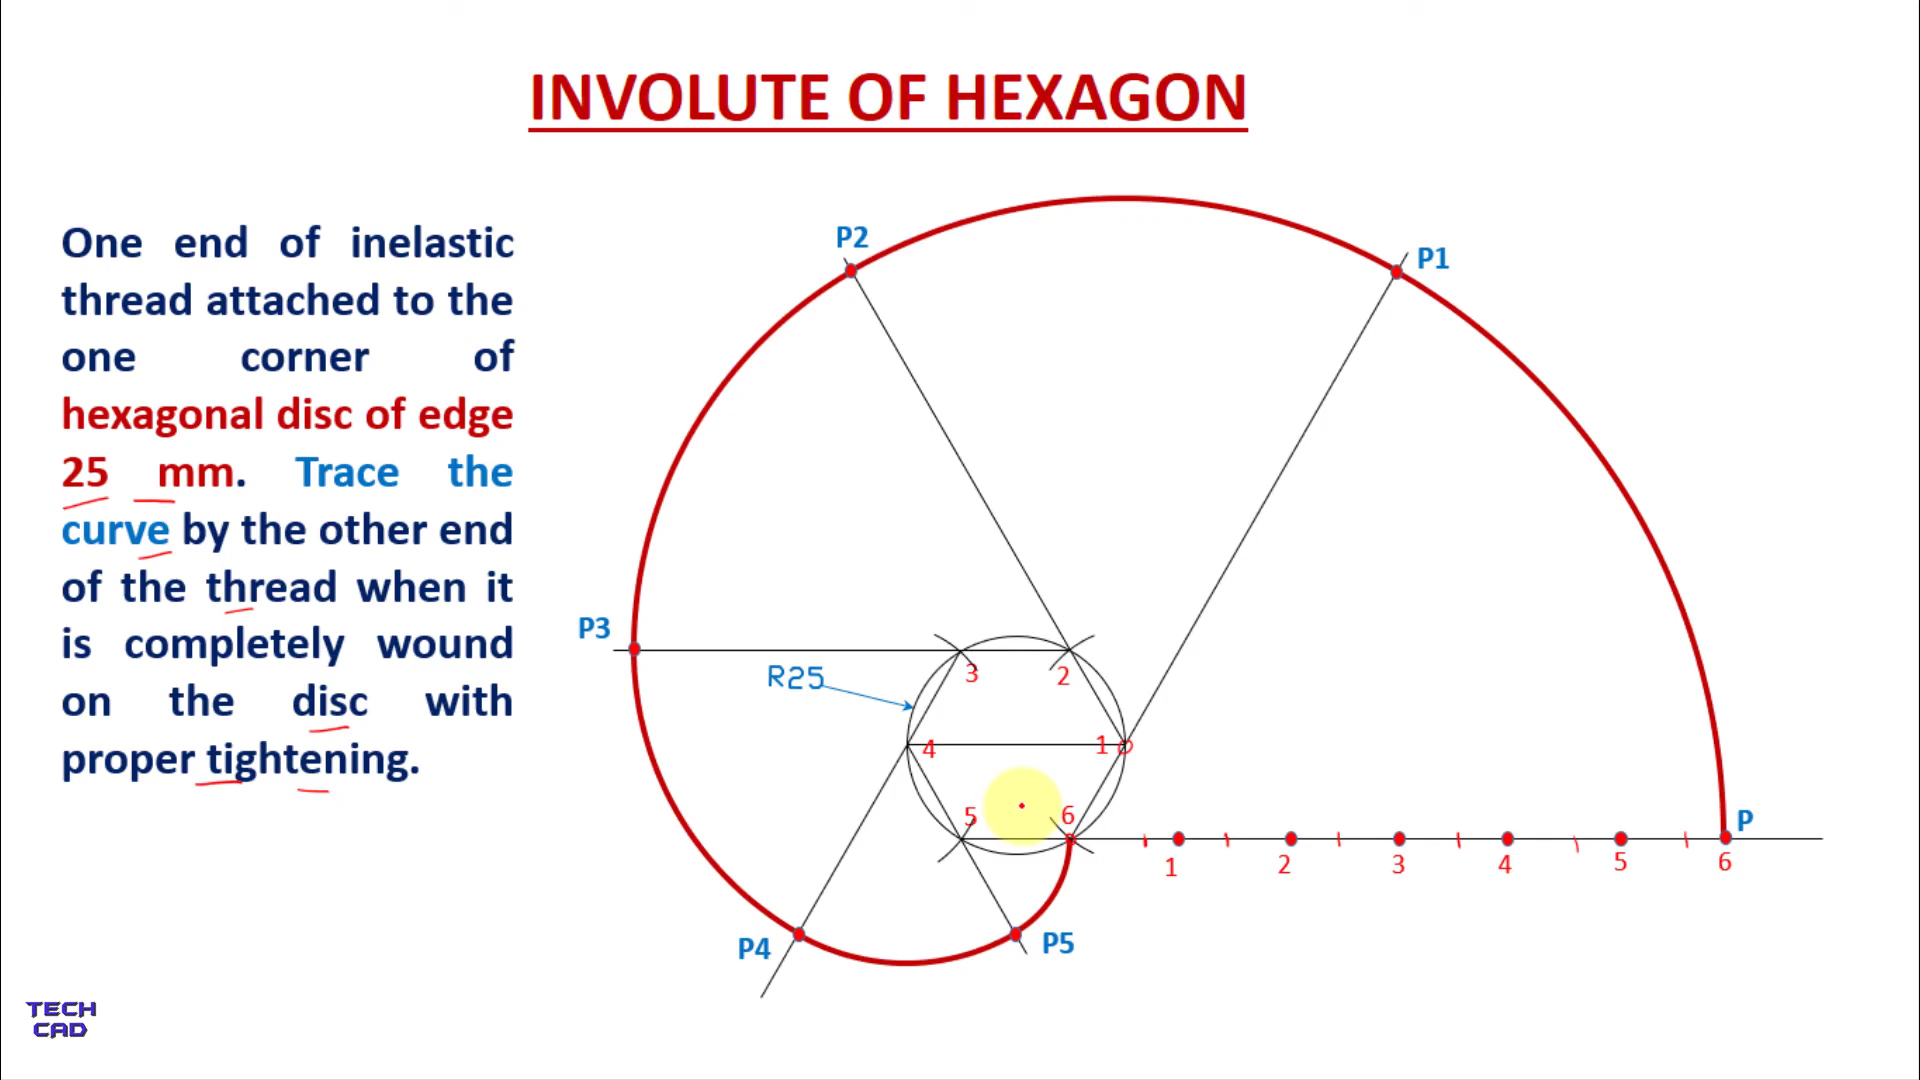 INVOLUTE OF HEXAGON
One end of inelastic
thread attached to the
one corner of
hexagonal disc of edge
25 mm. Trace the
curve by the other end
of the thread when it
is completely wound
on the disc with
proper tightening.
P2
P1
P3
R25
3
2
4
1
5
6
P
1
2
3
4
5
6
P4
P5
TECH
CAD